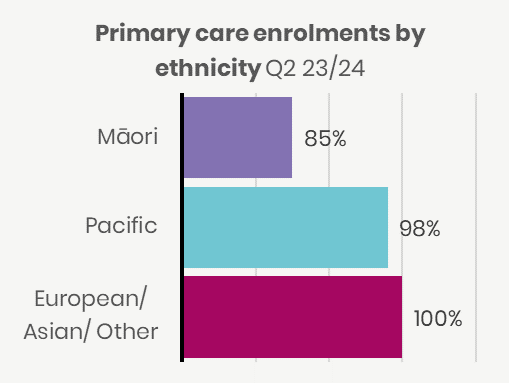 Primary care enrolments by
ethnicity Q2 23/24
Māori
85%
Pacific
98%
European/
Asian/ Other
100%